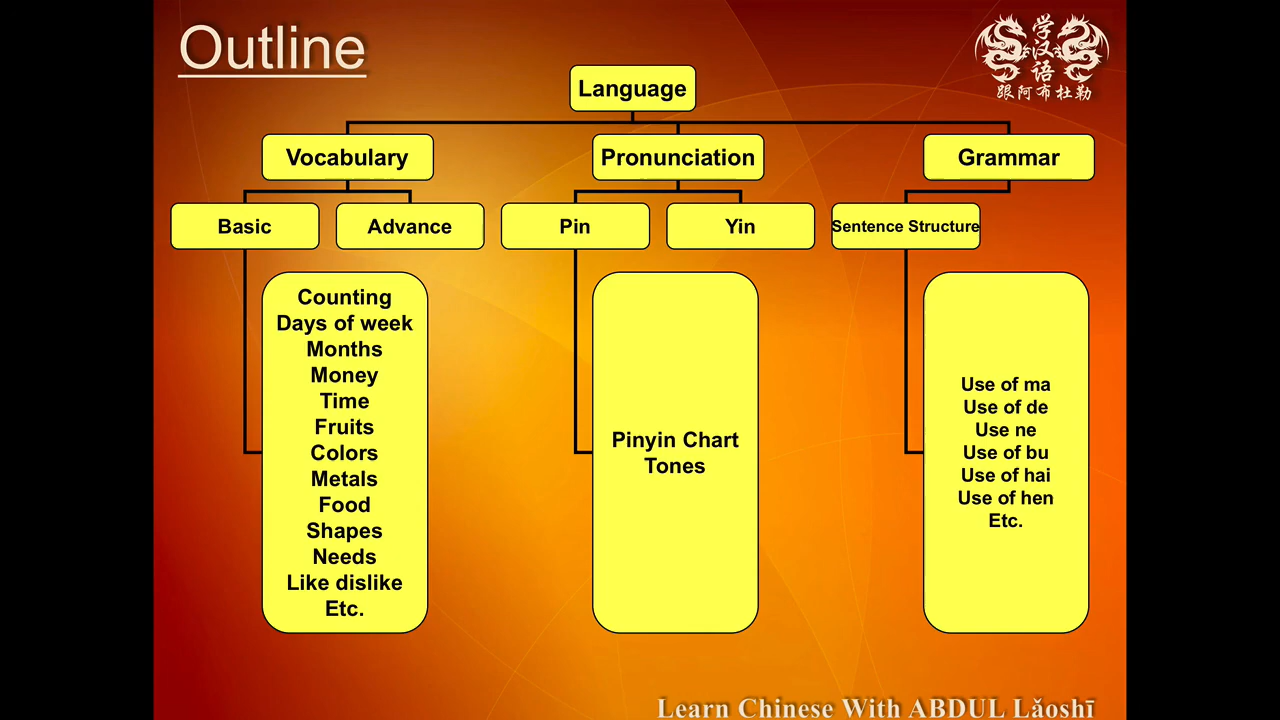 Outline
学汉语
跟阿布杜勒
Language
Vocabulary
Pronunciation
Grammar
Basic
Advance
Pin
Yin
Sentence Structure
Counting
Days of week
Months
Money
Time
Fruits
Colors
Metals
Food
Shapes
Needs
Like dislike
Etc.
Pinyin Chart
Tones
Use of ma
Use of de
Use ne
Use of bu
Use of hai
Use of hen
Etc.
Learn Chinese With ABDUL Lǎoshī